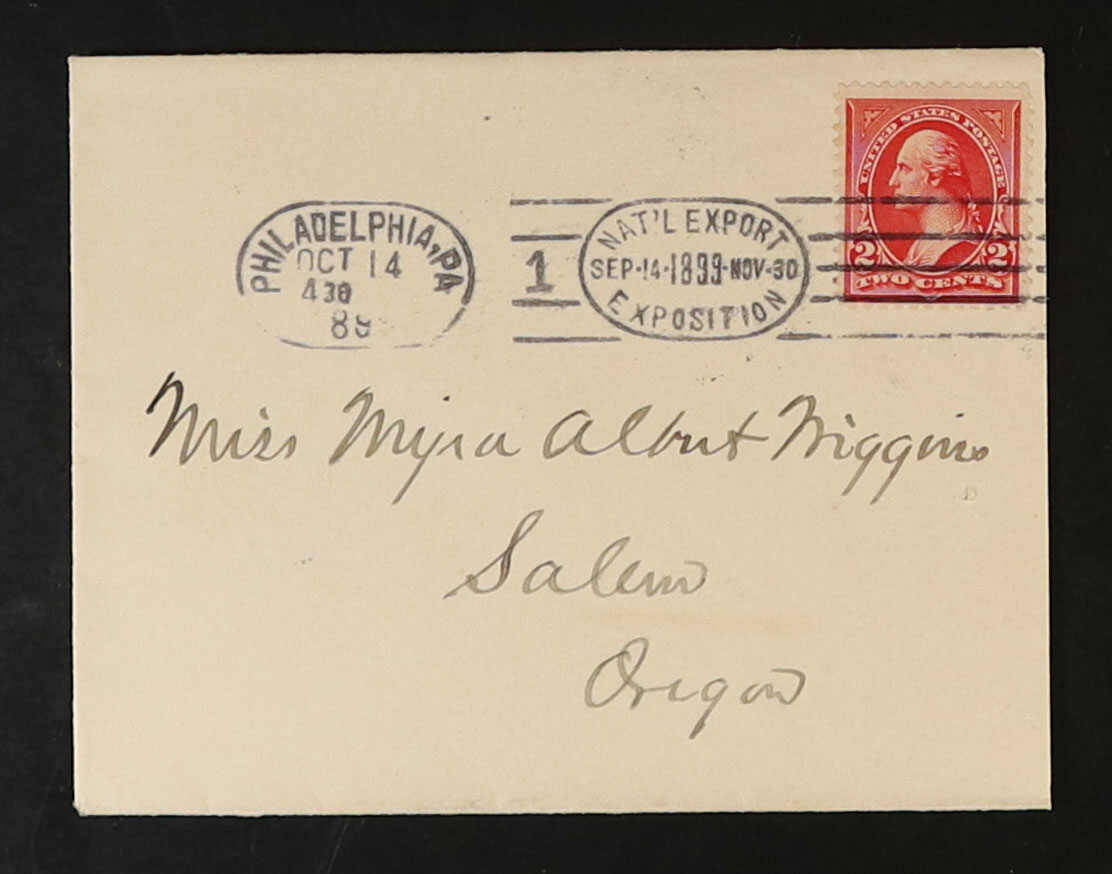 PHILADELPHIA, PA
OCT 14
430
89
1
NAT'L EXPORT
SEP-14-1899-NOV-30
EXPOSITION
UNITED STATES POSTAGE
2 2
TWO CENTS
Miss Myra Albert Wiggins
Salem
Oregon